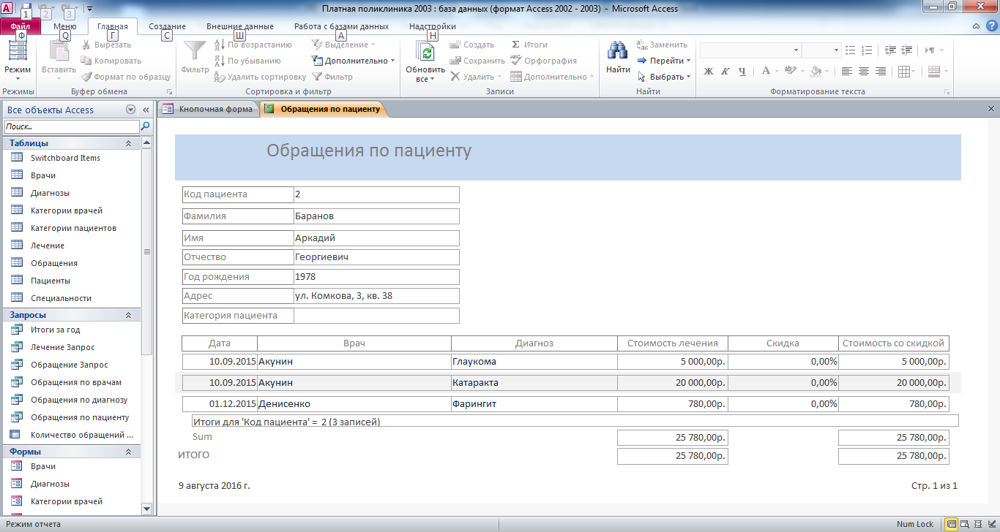 Платная поликлиника 2003 : база данных (формат Access 2002 - 2003) - Microsoft Access
A 1 2 3
Файл Меню Главная Создание Внешние данные Работа с базами данных Надстройки
Ф Q Г С Ш А Н
Режим
Режимы
Вставить
Вырезать
Копировать
Формат по образцу
Буфер обмена
Фильтр
По возрастанию
По убыванию
Удалить сортировку
Выделение
Дополнительно
Фильтр
Сортировка и фильтр
Обновить все
Создать
Сохранить
Удалить
Итоги
Орфография
Дополнительно
Записи
Найти
Заменить
Перейти
Выбрать
Найти
Ж К Ч А
Форматирование текста
Все объекты Access
Поиск...
Таблицы
Switchboard Items
Врачи
Диагнозы
Категории врачей
Категории пациентов
Лечение
Обращения
Пациенты
Специальности
Запросы
Итоги за год
Лечение Запрос
Обращение Запрос
Обращения по врачам
Обращения по диагнозу
Обращения по пациенту
Количество обращений ...
Формы
Врачи
Диагнозы
Категории врачей
Кнопочная форма Обращения по пациенту
Обращения по пациенту
Код пациента 2
Фамилия Баранов
Имя Аркадий
Отчество Георгиевич
Год рождения 1978
Адрес ул. Комкова, 3, кв. 38
Категория пациента
Дата Врач Диагноз Стоимость лечения Скидка Стоимость со скидкой
10.09.2015 Акунин Глаукома 5 000,00р. 0,00% 5 000,00р.
10.09.2015 Акунин Катаракта 20 000,00р. 0,00% 20 000,00р.
01.12.2015 Денисенко Фарингит 780,00р. 0,00% 780,00р.
Итоги для 'Код пациента' = 2 (3 записей)
Sum 25 780,00р. 25 780,00р.
ИТОГО 25 780,00р. 25 780,00р.
9 августа 2016 г. Стр. 1 из 1
Режим отчета Num Lock